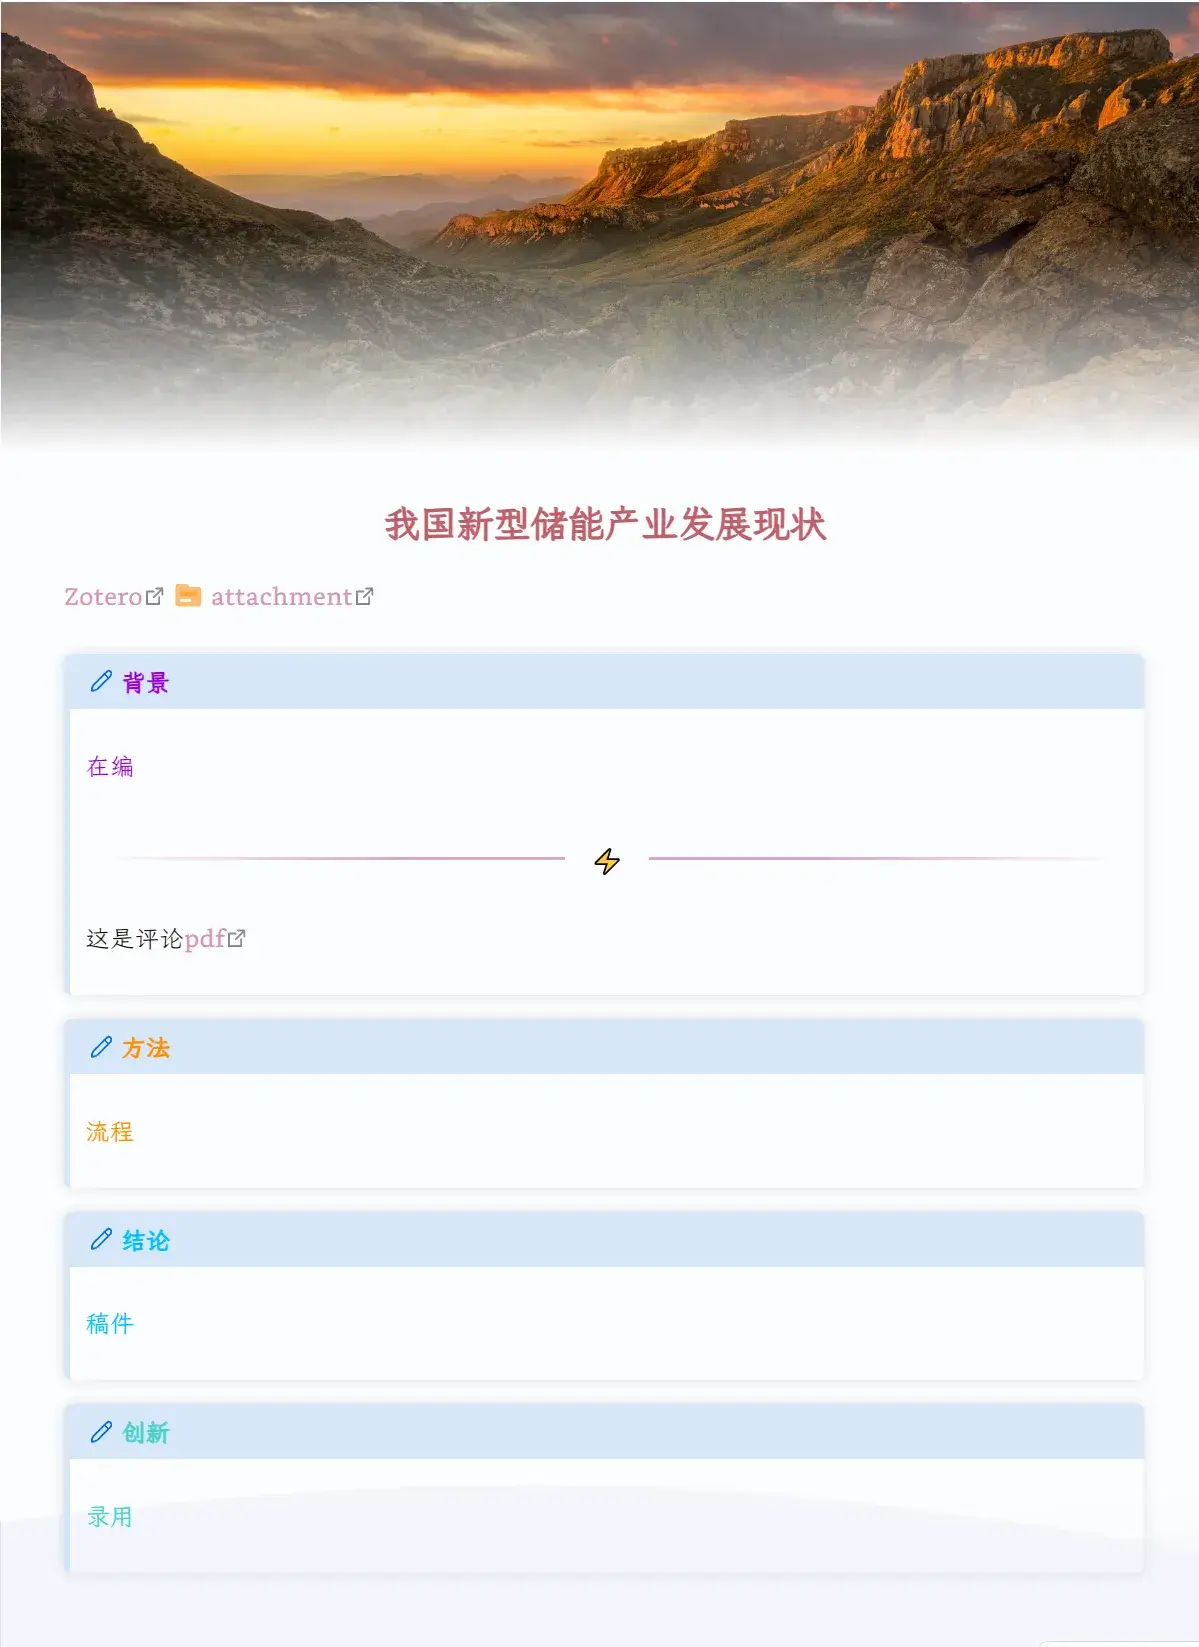 我国新型储能产业发展现状
Zotero attachment
背景
在编
这是评论pdf
方法
流程
结论
稿件
创新
录用